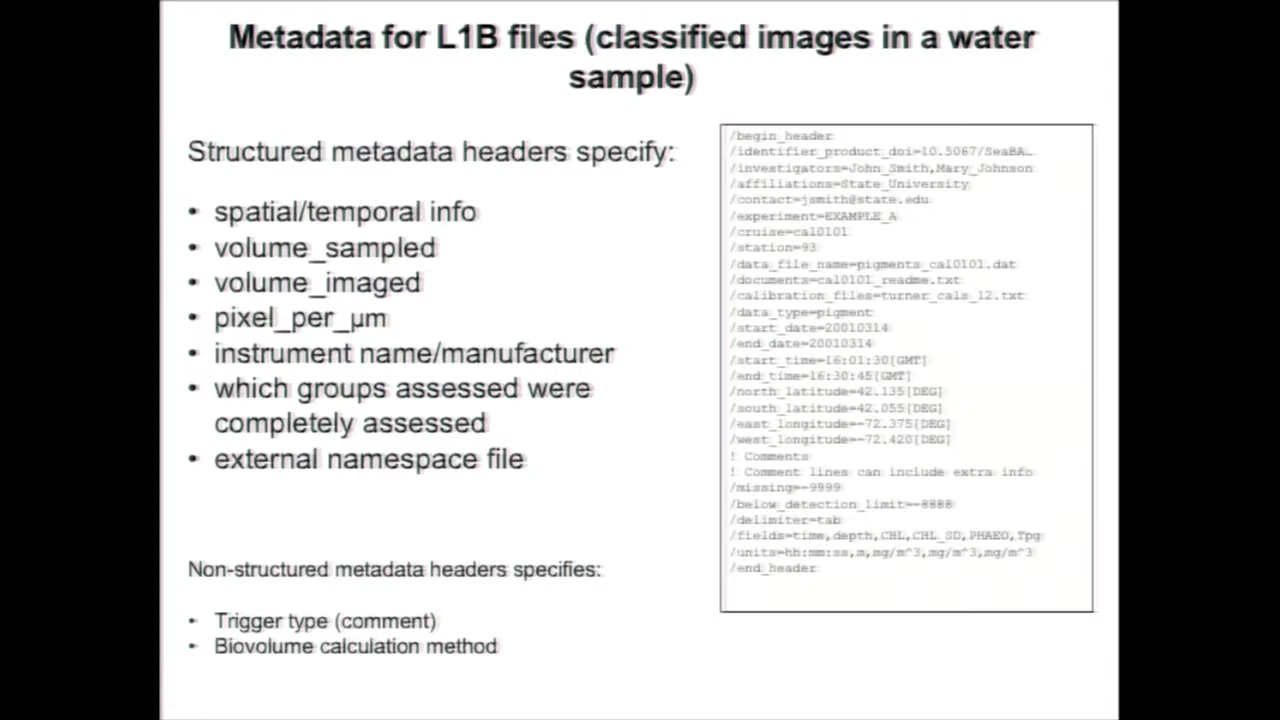 Metadata for L1B files (classified images in a water
sample)
Structured metadata headers specify:
• spatial/temporal info
• volume_sampled
• volume_imaged
• pixel_per_µm
• instrument name/manufacturer
• which groups assessed were
completely assessed
• external namespace file
Non-structured metadata headers specifies:
• Trigger type (comment)
• Biovolume calculation method
/begin_header
/identifier_product_doi=10.5067/SeaBA…
/investigators=John_Smith,Mary_Johnson
/affiliations=State_University
/contact=jsmith@state.edu
/experiment=EXAMPLE_A
/cruise=cal0101
/station=93
/data_file_name=pigments_cal0101.dat
/documents=cal0101_readme.txt
/calibration_files=turner_cals_12.txt
/data_type=pigment
/start_date=20010314
/end_date=20010314
/start_time=16:01:30[GMT]
/end_time=16:30:45[GMT]
/north_latitude=42.135[DEG]
/south_latitude=42.055[DEG]
/east_longitude=-72.375[DEG]
/west_longitude=-72.420[DEG]
! Comments
! Comment lines can include extra info
/missing=-9999
/below_detection_limit=-8888
/delimiter=tab
/fields=time,depth,CHL,CHL_SD,PHAEO,Tpg
/units=hh:mm:ss,m,mg/m^3,mg/m^3,mg/m^3
/end_header